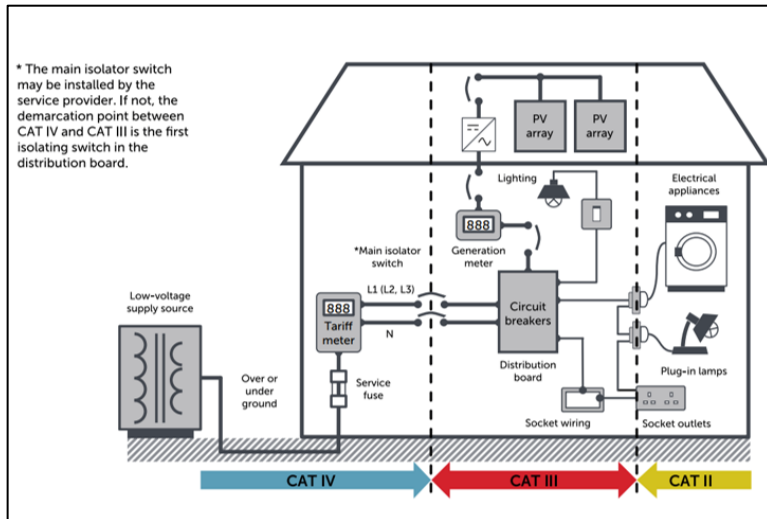 * The main isolator switch
may be installed by the
service provider. If not, the
demarcation point between
CAT IV and CAT III is the first
isolating switch in the
distribution board.
PV
array
PV
array
Lighting
Electrical
appliances
888
Generation
meter
*Main isolator
switch
L1 (L2, L3)
N
Low-voltage
supply source
888
Tariff
meter
Circuit
breakers
Distribution
board
Plug-in lamps
Over or
under
ground
Service
fuse
Socket wiring
Socket outlets
CAT IV
CAT III
CAT II